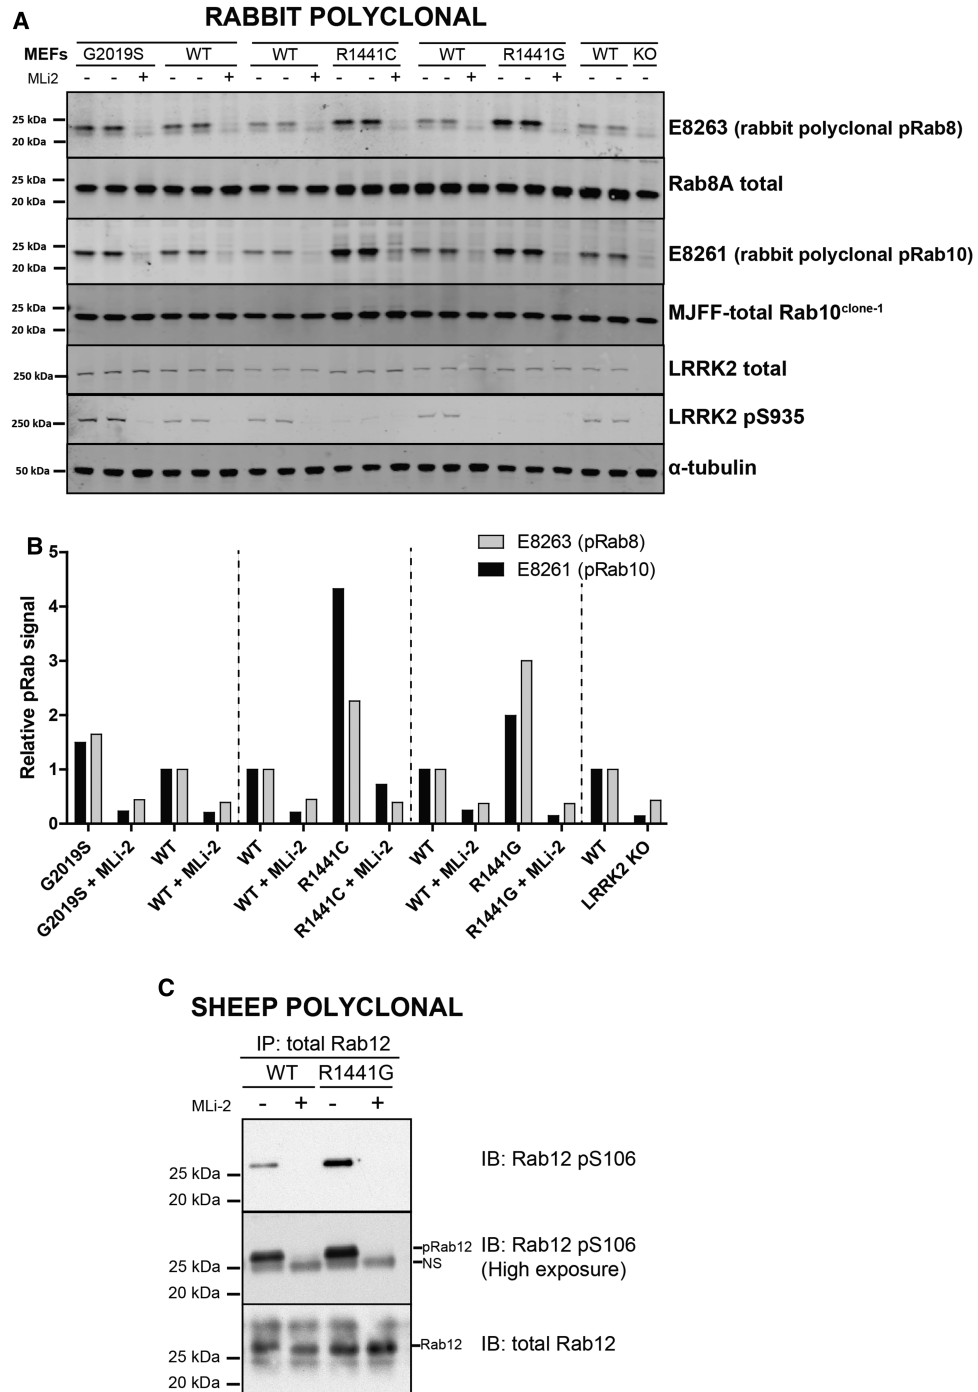 A
RABBIT POLYCLONAL
MEFs G2019S WT WT R1441C WT R1441G WT KO
MLi2 - - + - - + - - + - - + - - + - - + - - -
25 kDa
20 kDa
E8263 (rabbit polyclonal pRab8)
25 kDa
20 kDa
Rab8A total
25 kDa
20 kDa
E8261 (rabbit polyclonal pRab10)
25 kDa
20 kDa
MJFF-total Rab10clone-1
250 kDa
LRRK2 total
250 kDa
LRRK2 pS935
50 kDa
α-tubulin
B
E8263 (pRab8)
E8261 (pRab10)
Relative pRab signal
5
4
3
2
1
0
G2019S
G2019S + MLi-2
WT
WT + MLi-2
WT
WT + MLi-2
R1441C
R1441C + MLi-2
WT
WT + MLi-2
R1441G
R1441G + MLi-2
WT
LRRK2 KO
C
SHEEP POLYCLONAL
IP: total Rab12
WT R1441G
MLi-2 - + - +
25 kDa
20 kDa
IB: Rab12 pS106
25 kDa
20 kDa
pRab12
NS
IB: Rab12 pS106
(High exposure)
25 kDa
20 kDa
Rab12
IB: total Rab12